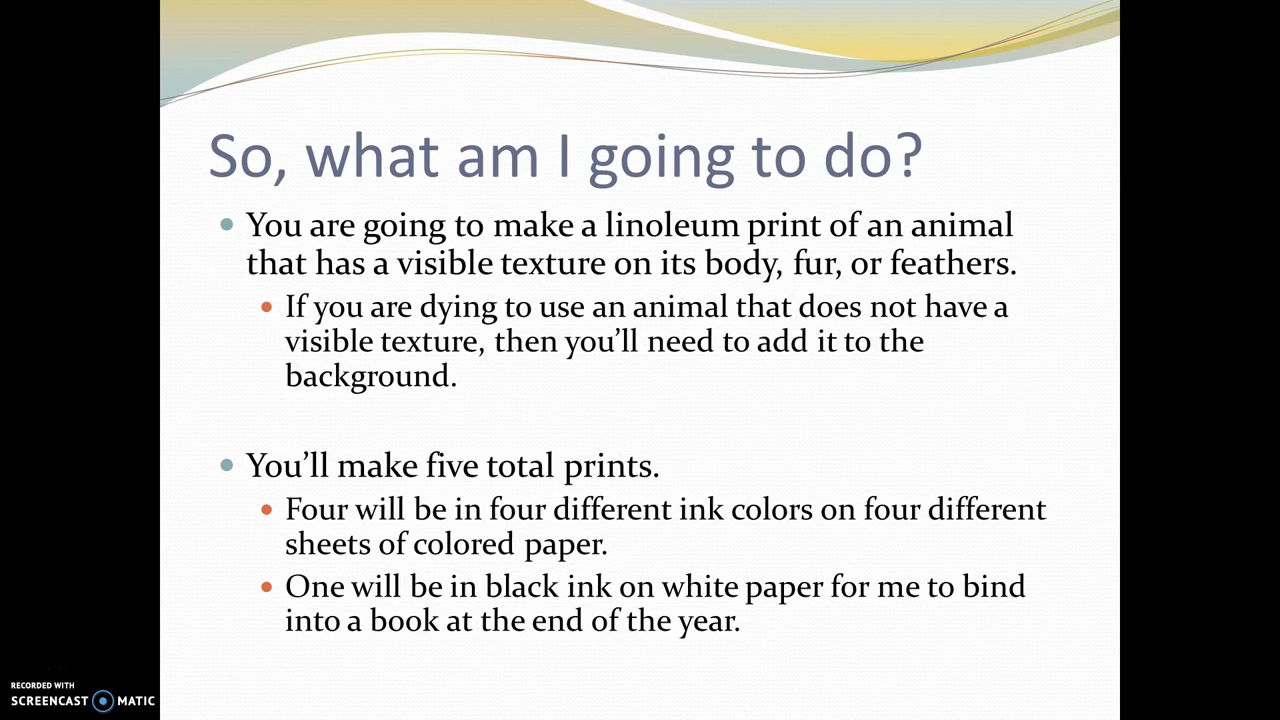 So, what am I going to do?
• You are going to make a linoleum print of an animal
that has a visible texture on its body, fur, or feathers.
• If you are dying to use an animal that does not have a
visible texture, then you’ll need to add it to the
background.
• You’ll make five total prints.
• Four will be in four different ink colors on four different
sheets of colored paper.
• One will be in black ink on white paper for me to bind
into a book at the end of the year.
RECORDED WITH
SCREENCAST MATIC